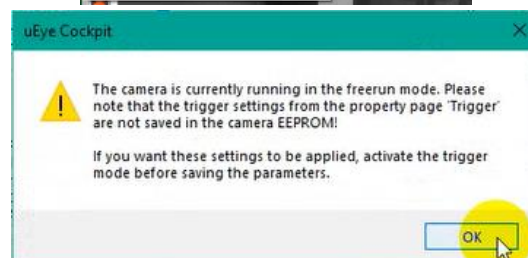 uEye Cockpit
The camera is currently running in the freerun mode. Please
note that the trigger settings from the property page 'Trigger'
are not saved in the camera EEPROM!
If you want these settings to be applied, activate the trigger
mode before saving the parameters.
OK